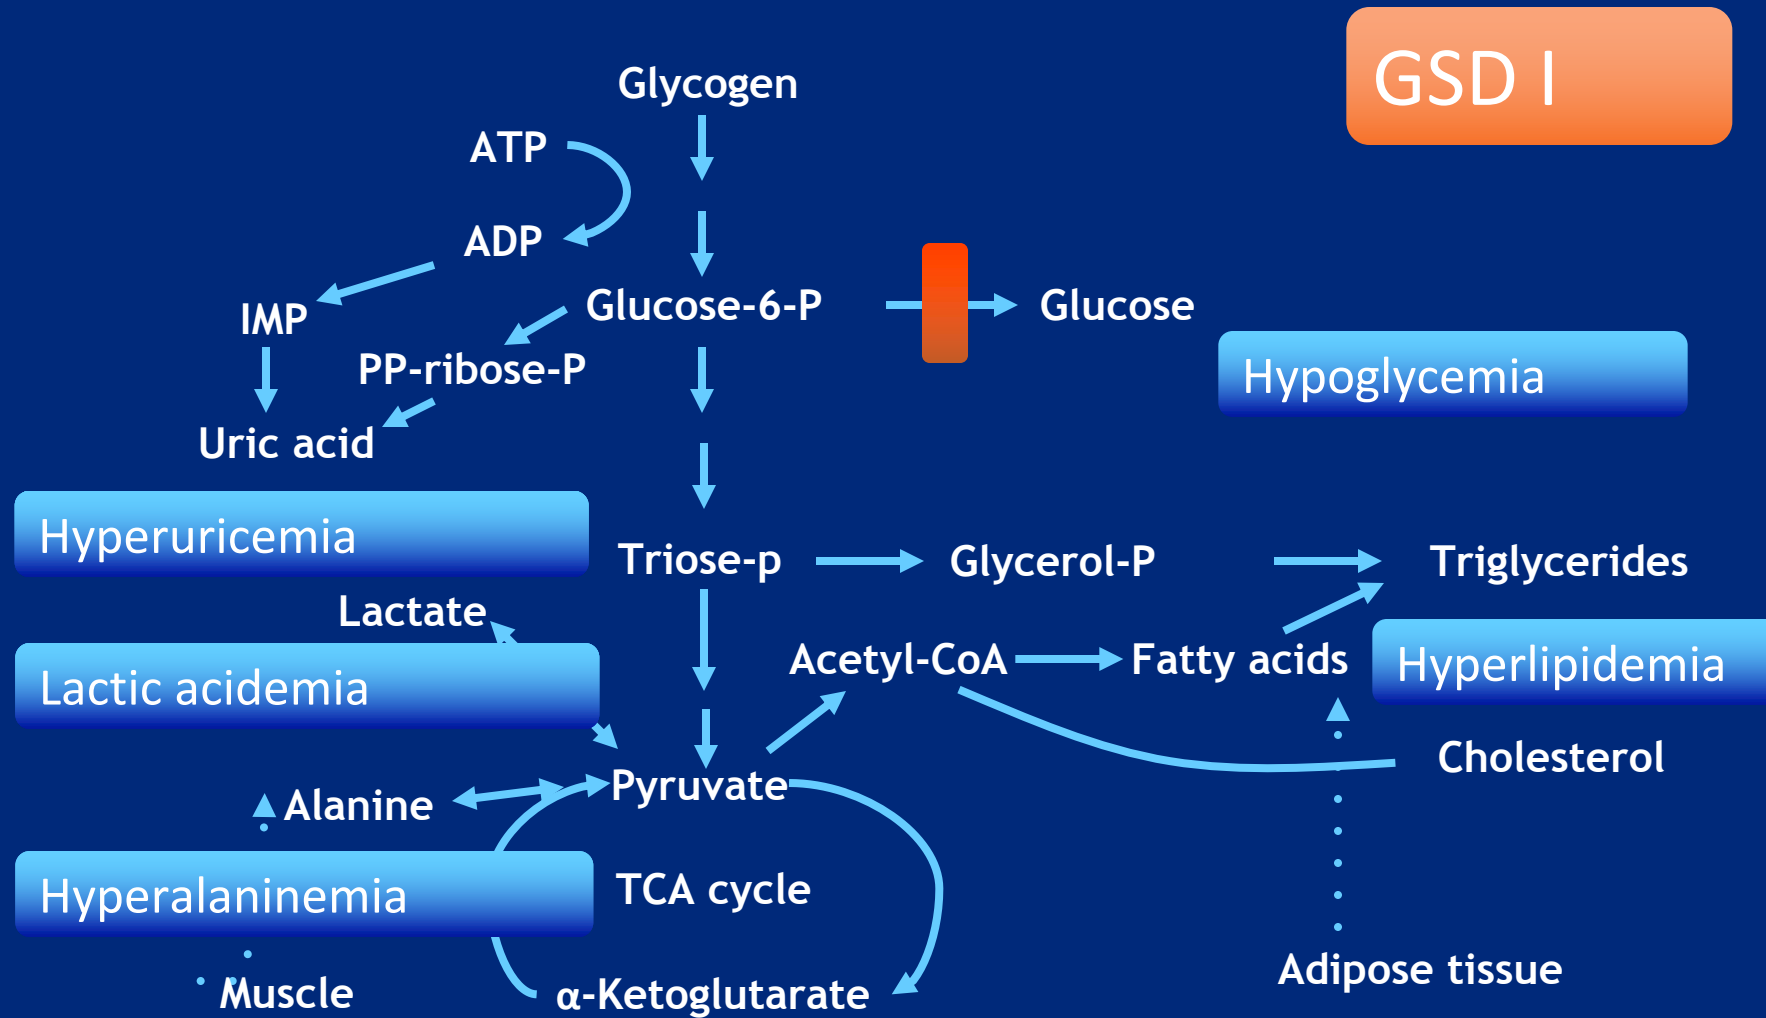 GSD I
Glycogen
ATP
ADP
IMP
Glucose-6-P
Glucose
PP-ribose-P
Hypoglycemia
Uric acid
Hyperuricemia
Triose-p
Glycerol-P
Triglycerides
Lactate
Acetyl-CoA
Fatty acids
Hyperlipidemia
Lactic acidemia
Cholesterol
Pyruvate
Alanine
Hyperalaninemia
TCA cycle
Adipose tissue
Muscle
α-Ketoglutarate